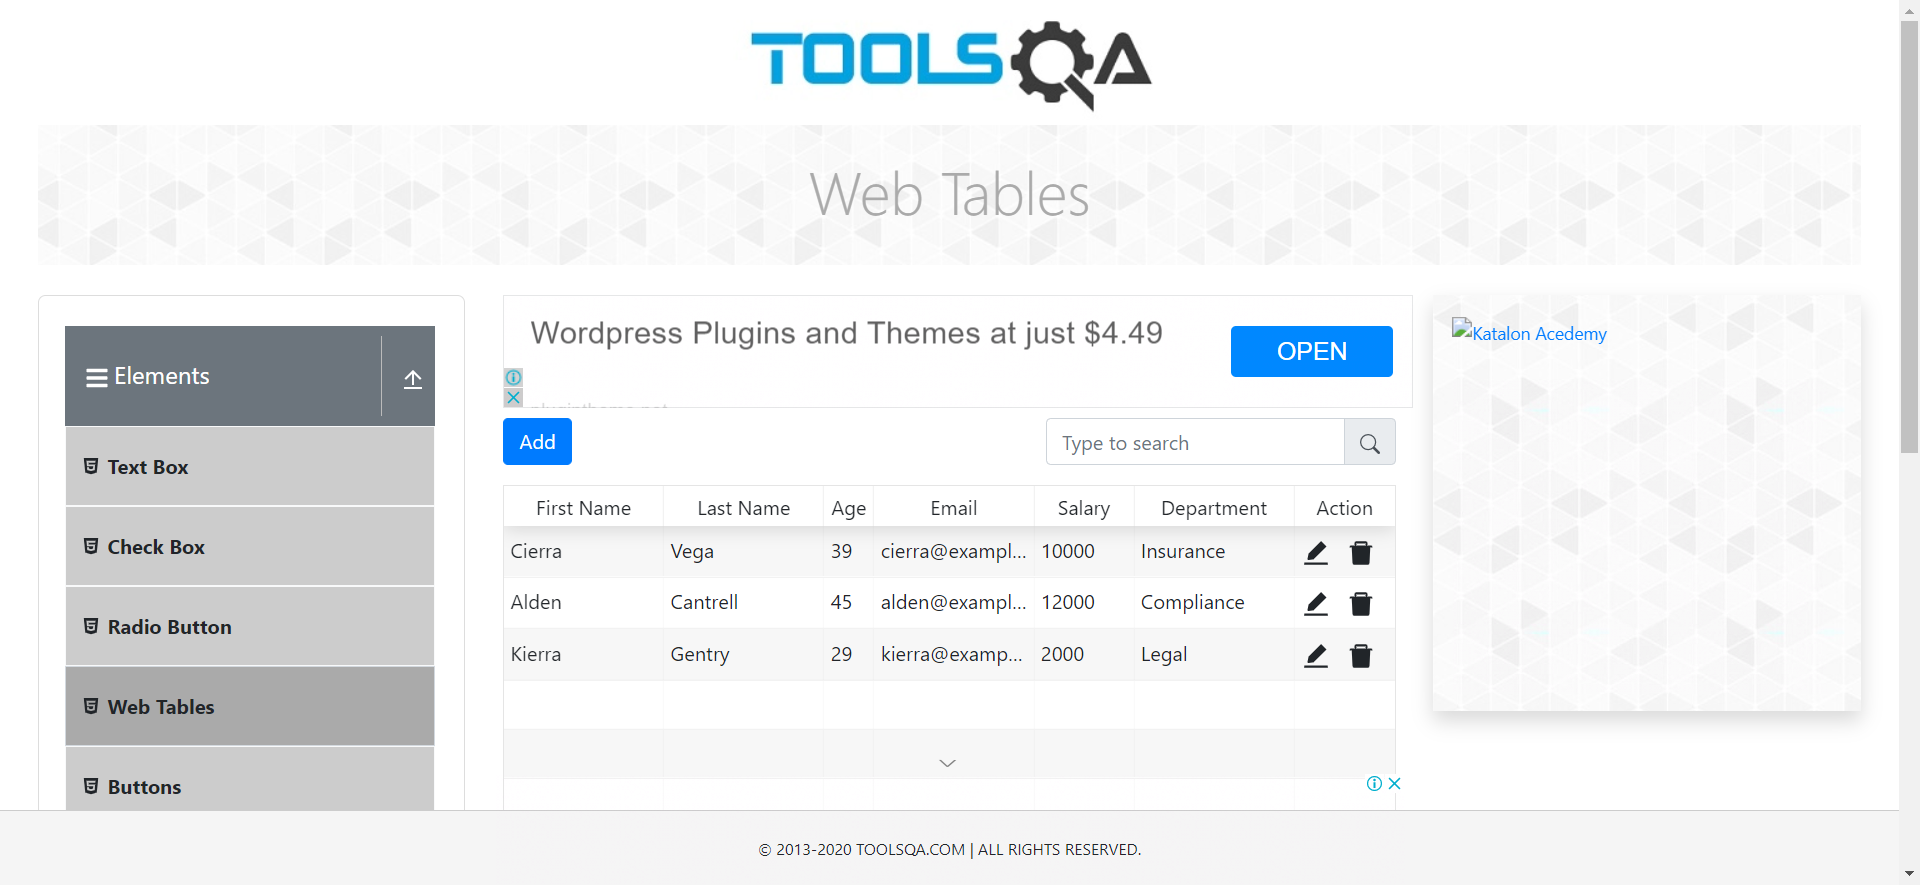 TOOLSQA
Web Tables
Elements
Text Box
Check Box
Radio Button
Web Tables
Buttons
Wordpress Plugins and Themes at just $4.49
OPEN
Add
Type to search
First Name Last Name Age Email Salary Department Action
Cierra Vega 39 cierra@exampl... 10000 Insurance
Alden Cantrell 45 alden@exampl... 12000 Compliance
Kierra Gentry 29 kierra@examp... 2000 Legal
Katalon Acedemy
© 2013-2020 TOOLSQA.COM | ALL RIGHTS RESERVED.